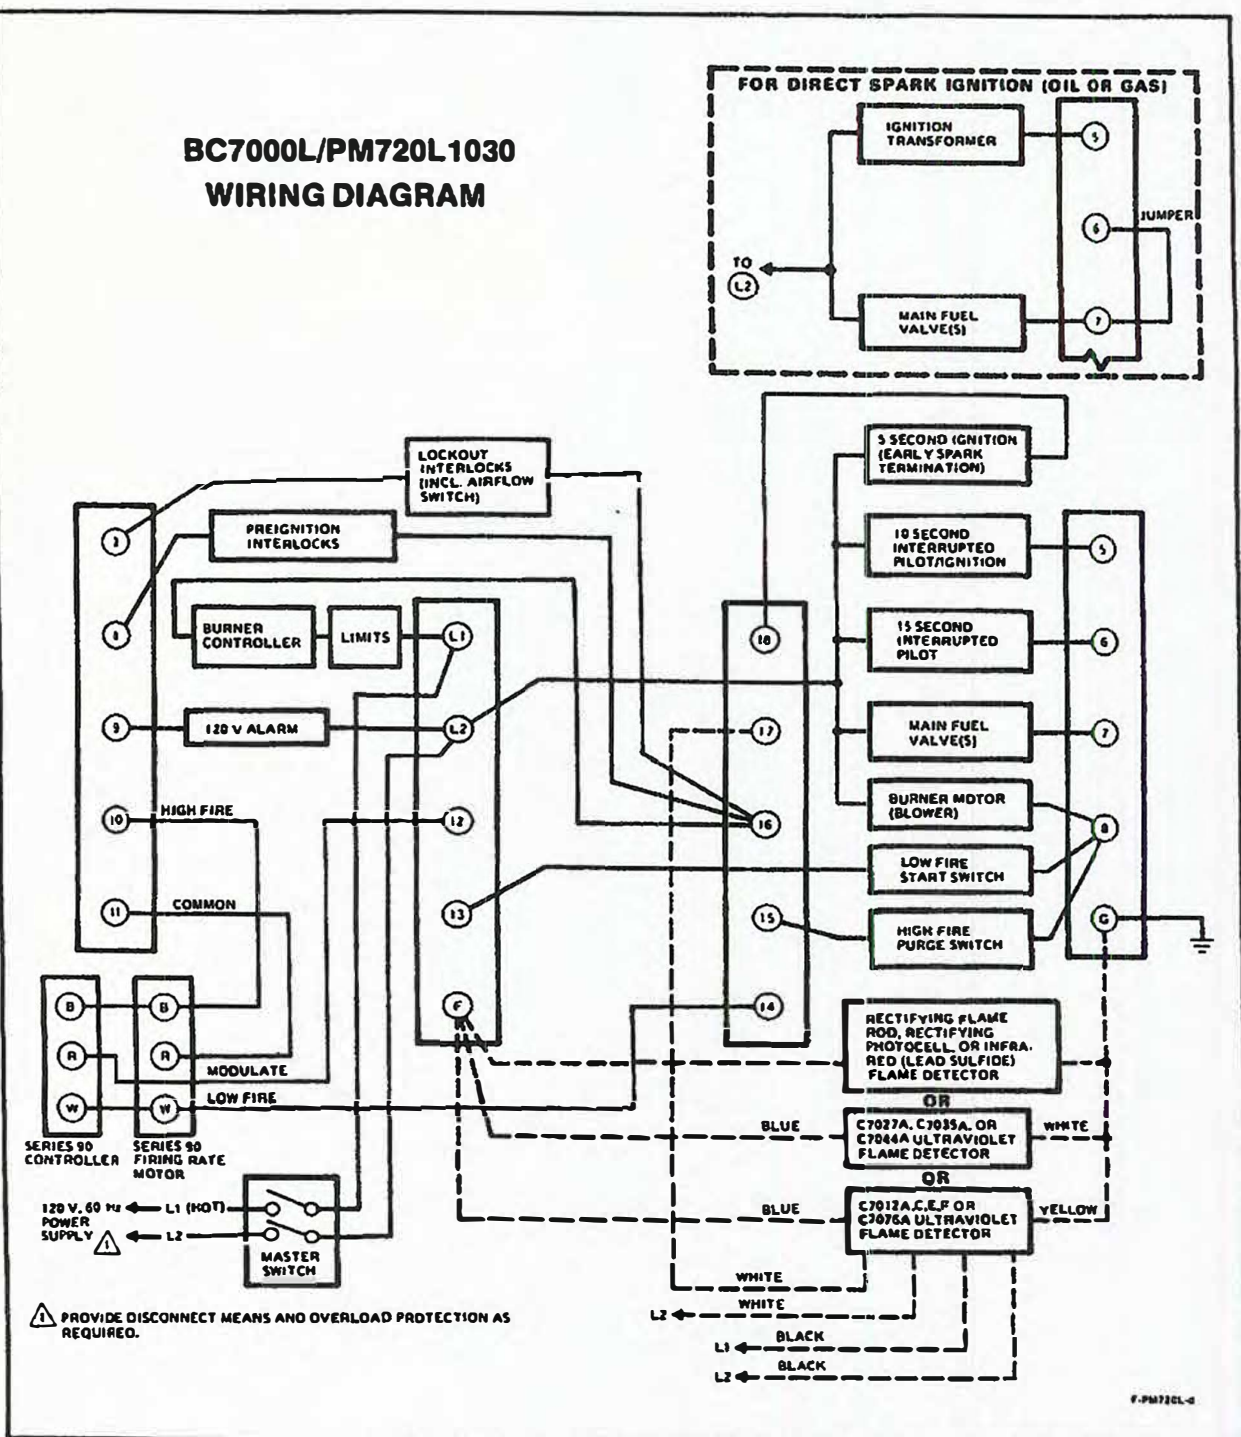 BC7000L/PM720L1030
WIRING DIAGRAM
FOR DIRECT SPARK IGNITION (OIL OR GAS)
IGNITION
TRANSFORMER
5
6
JUMPER
TO
L2
MAIN FUEL
VALVE(S)
7
LOCKOUT
INTERLOCKS
(INCL. AIRFLOW
SWITCH)
5 SECOND IGNITION
(EARLY SPARK
TERMINATION)
3
PREIGNITION
INTERLOCKS
10 SECOND
INTERRUPTED
PILOT/IGNITION
5
8
BURNER
CONTROLLER
LIMITS
L1
18
15 SECOND
INTERRUPTED
PILOT
6
9
120 V ALARM
L2
17
MAIN FUEL
VALVE(S)
7
10
HIGH FIRE
12
16
BURNER MOTOR
(BLOWER)
8
LOW FIRE
START SWITCH
11
COMMON
13
15
HIGH FIRE
PURGE SWITCH
G
B
B
F
14
RECTIFYING FLAME
ROD, RECTIFYING
PHOTOCELL, OR INFRA-
RED (LEAD SULFIDE)
FLAME DETECTOR
R
R
MODULATE
W
W
LOW FIRE
OR
SERIES 90
CONTROLLER
SERIES 90
FIRING RATE
MOTOR
BLUE
C7027A, C7035A, OR
C7044A ULTRAVIOLET
FLAME DETECTOR
WHITE
OR
120 V, 60 Hz
POWER
SUPPLY
1
L1 (HOT)
L2
MASTER
SWITCH
BLUE
C7012A,C,E,F OR
C7076A ULTRAVIOLET
FLAME DETECTOR
YELLOW
WHITE
L2
WHITE
L1
BLACK
L2
BLACK
1
PROVIDE DISCONNECT MEANS AND OVERLOAD PROTECTION AS
REQUIRED.